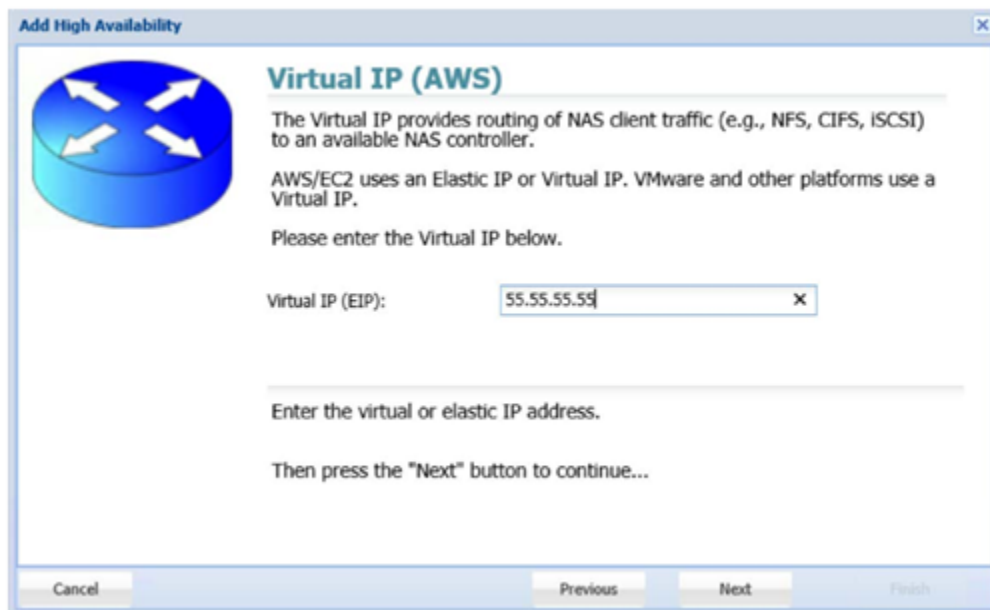 Add High Availability
Virtual IP (AWS)
The Virtual IP provides routing of NAS client traffic (e.g., NFS, CIFS, iSCSI)
to an available NAS controller.
AWS/EC2 uses an Elastic IP or Virtual IP. VMware and other platforms use a
Virtual IP.
Please enter the Virtual IP below.
Virtual IP (EIP): 55.55.55.55
Enter the virtual or elastic IP address.
Then press the "Next" button to continue...
Cancel Previous Next Finish